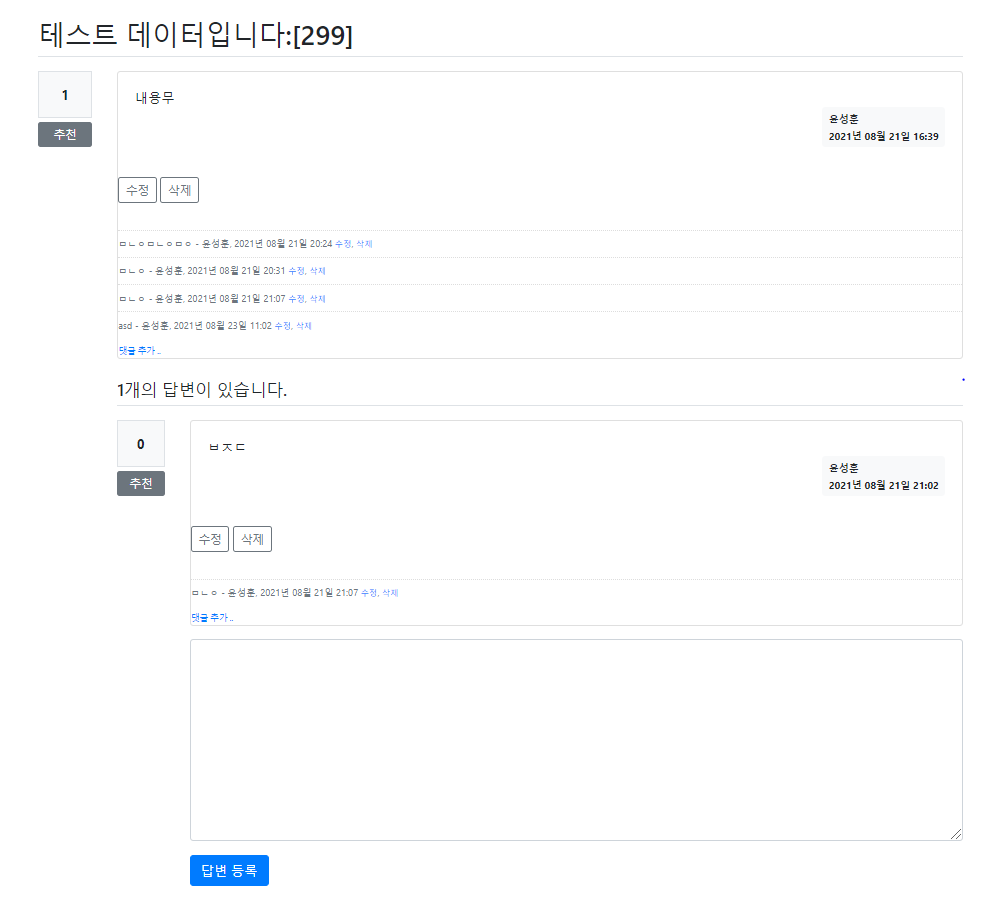 테스트 데이터입니다:[299]
1
추천
내용무
윤성훈
2021년 08월 21일 16:39
수정 삭제
ㅁㄴㅇㅁㄴㅇㅁㅇ - 윤성훈, 2021년 08월 21일 20:24 수정, 삭제
ㅁㄴㅇ - 윤성훈, 2021년 08월 21일 20:31 수정, 삭제
ㅁㄴㅇ - 윤성훈, 2021년 08월 21일 21:07 수정, 삭제
asd - 윤성훈, 2021년 08월 23일 11:02 수정, 삭제
댓글 추가 ..
1개의 답변이 있습니다.
0
추천
ㅂㅈㄷ
윤성훈
2021년 08월 21일 21:02
수정 삭제
ㅁㄴㅇ - 윤성훈, 2021년 08월 21일 21:07 수정, 삭제
댓글 추가 ..
답변 등록